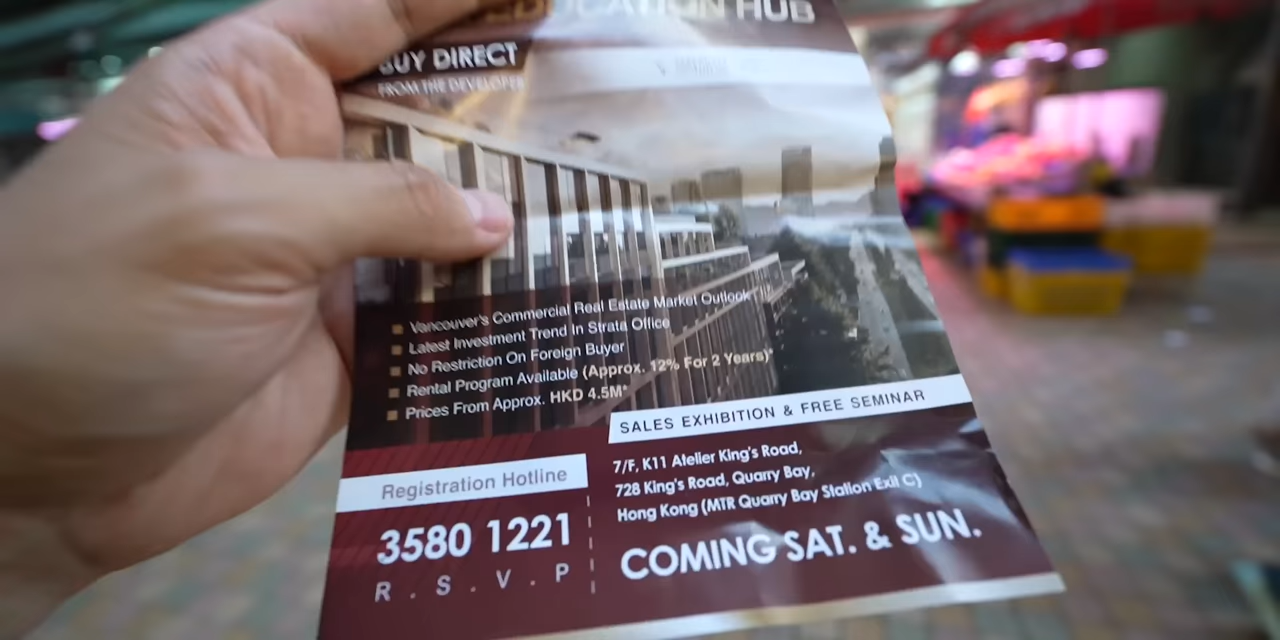 EDUCATION HUB
BUY DIRECT
FROM THE DEVELOPER
Vancouver's Commercial Real Estate Market Outlook
Latest Investment Trend In Strata Office
No Restriction On Foreign Buyer
Rental Program Available (Approx. 12% For 2 Years)*
Prices From Approx. HKD 4.5M*
SALES EXHIBITION & FREE SEMINAR
7/F, K11 Atelier King's Road,
728 King's Road, Quarry Bay,
Hong Kong (MTR Quarry Bay Station Exit C)
COMING SAT. & SUN.
Registration Hotline
3580 1221
R . S . V . P